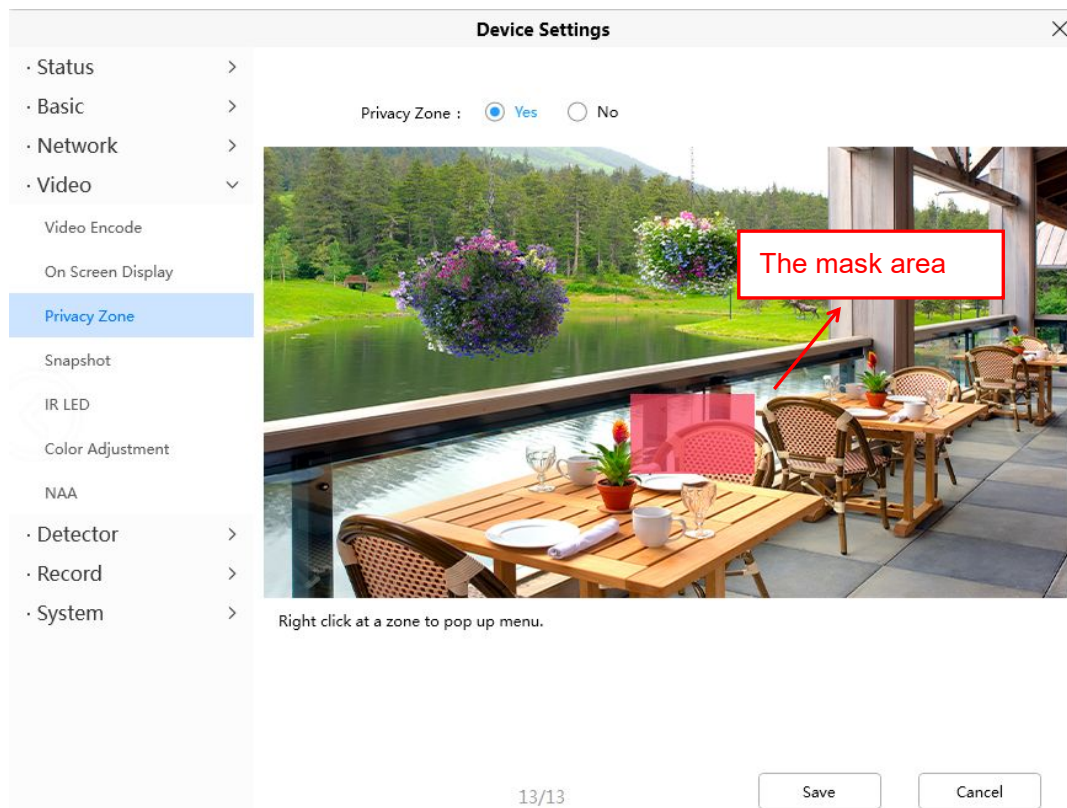 Device Settings
· Status
· Basic
· Network
· Video
Video Encode
On Screen Display
Privacy Zone
Snapshot
IR LED
Color Adjustment
NAA
· Detector
· Record
· System
Privacy Zone : Yes No
The mask area
Right click at a zone to pop up menu.
13/13
Save
Cancel